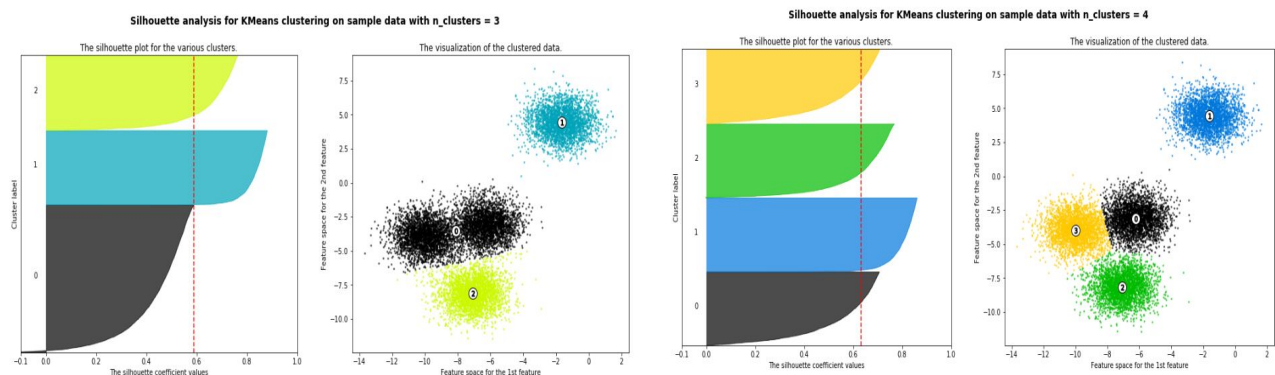 Silhouette analysis for KMeans clustering on sample data with n_clusters = 3
The silhouette plot for the various clusters.
Cluster label
2
1
0
−0.1 0.0 0.2 0.4 0.6 0.8 1.0
The silhouette coefficient values
The visualization of the clustered data.
Feature space for the 2nd feature
7.5
5.0
2.5
0.0
−2.5
−5.0
−7.5
−10.0
1
0
2
−14 −12 −10 −8 −6 −4 −2 0 2
Feature space for the 1st feature
Silhouette analysis for KMeans clustering on sample data with n_clusters = 4
The silhouette plot for the various clusters.
Cluster label
3
2
1
0
−0.1 0.0 0.2 0.4 0.6 0.8 1.0
The silhouette coefficient values
The visualization of the clustered data.
Feature space for the 2nd feature
7.5
5.0
2.5
0.0
−2.5
−5.0
−7.5
−10.0
1
0
3
2
−14 −12 −10 −8 −6 −4 −2 0 2
Feature space for the 1st feature